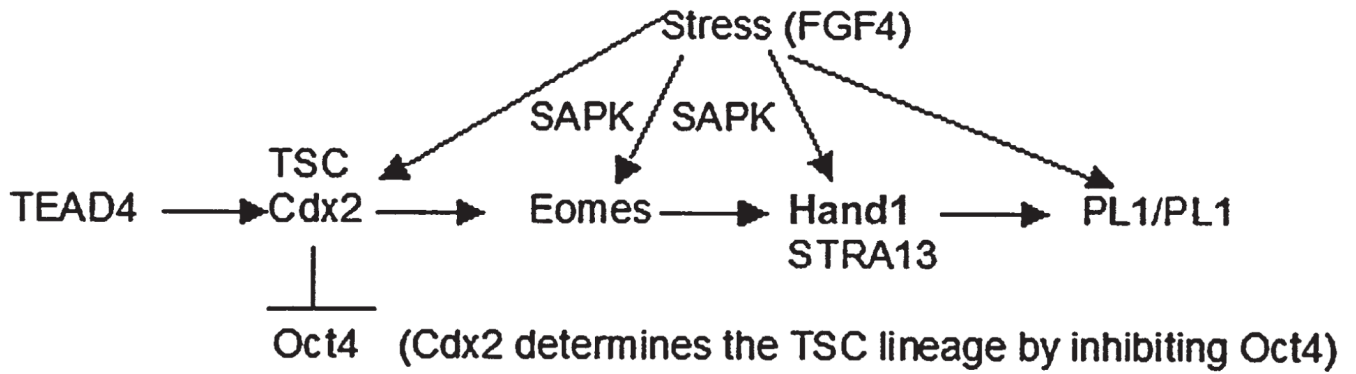 Stress (FGF4)
SAPK SAPK
TSC
TEAD4 Cdx2 Eomes Hand1 PL1/PL1
STRA13
Oct4 (Cdx2 determines the TSC lineage by inhibiting Oct4)